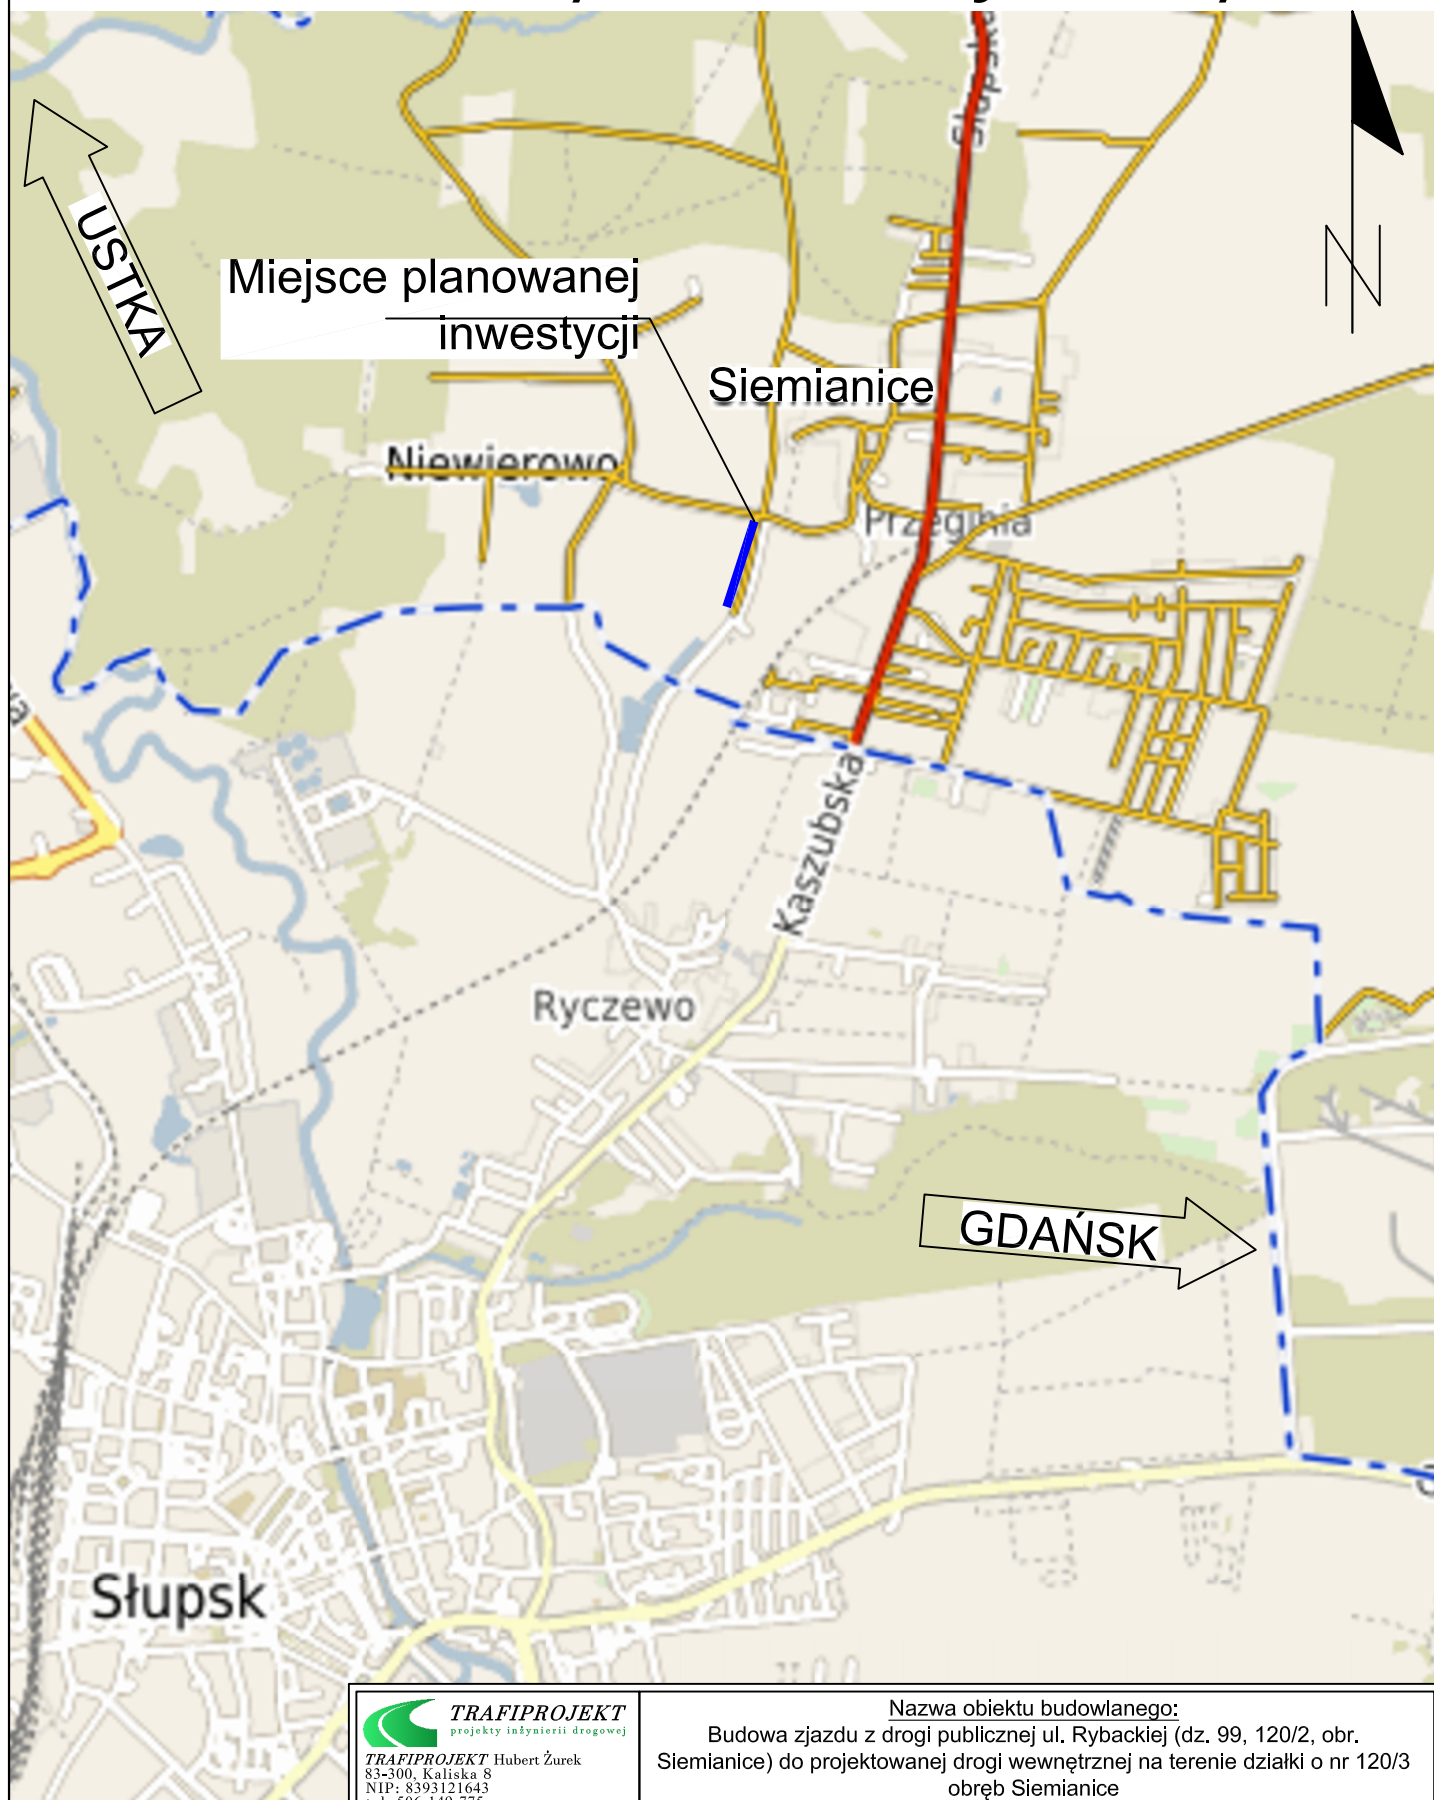 Słupska
USTKA
Miejsce planowanej
inwestycji
Siemianice
Niewierowo
Przeginia
Kaszubska
Ryczewo
GDAŃSK
Słupsk
N
TRAFIPROJEKT
projekty inżynierii drogowej
TRAFIPROJEKT Hubert Żurek
83-300, Kaliska 8
NIP: 8393121643
Nazwa obiektu budowlanego:
Budowa zjazdu z drogi publicznej ul. Rybackiej (dz. 99, 120/2, obr.
Siemianice) do projektowanej drogi wewnętrznej na terenie działki o nr 120/3
obręb Siemianice